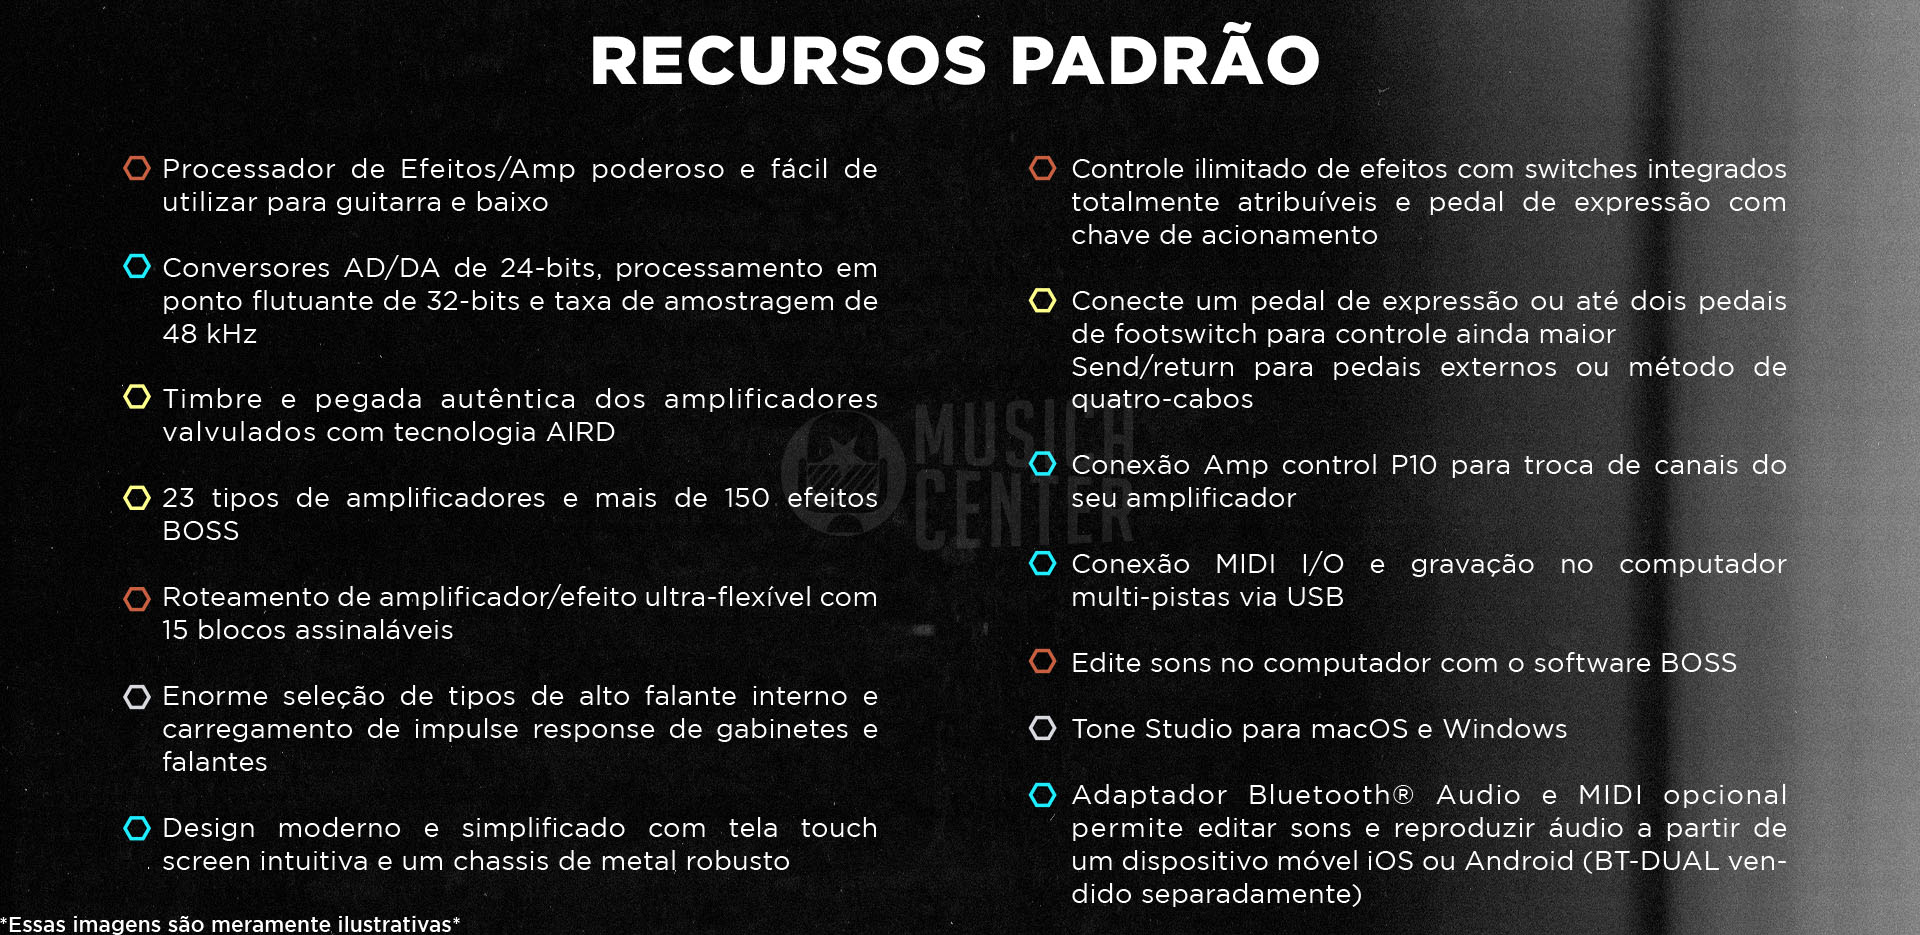 RECURSOS PADRÃO
Processador de Efeitos/Amp poderoso e fácil de
utilizar para guitarra e baixo
Conversores AD/DA de 24-bits, processamento em
ponto flutuante de 32-bits e taxa de amostragem de
48 kHz
Timbre e pegada autêntica dos amplificadores
valvulados com tecnologia AIRD
23 tipos de amplificadores e mais de 150 efeitos
BOSS
Roteamento de amplificador/efeito ultra-flexível com
15 blocos assinaláveis
Enorme seleção de tipos de alto falante interno e
carregamento de impulse response de gabinetes e
falantes
Design moderno e simplificado com tela touch
screen intuitiva e um chassis de metal robusto
Controle ilimitado de efeitos com switches integrados
totalmente atribuíveis e pedal de expressão com
chave de acionamento
Conecte um pedal de expressão ou até dois pedais
de footswitch para controle ainda maior
Send/return para pedais externos ou método de
quatro-cabos
Conexão Amp control P10 para troca de canais do
seu amplificador
Conexão MIDI I/O e gravação no computador
multi-pistas via USB
Edite sons no computador com o software BOSS
Tone Studio para macOS e Windows
Adaptador Bluetooth® Audio e MIDI opcional
permite editar sons e reproduzir áudio a partir de
um dispositivo móvel iOS ou Android (BT-DUAL ven-
dido separadamente)
MUSICH
CENTER
*Essas imagens são meramente ilustrativas*